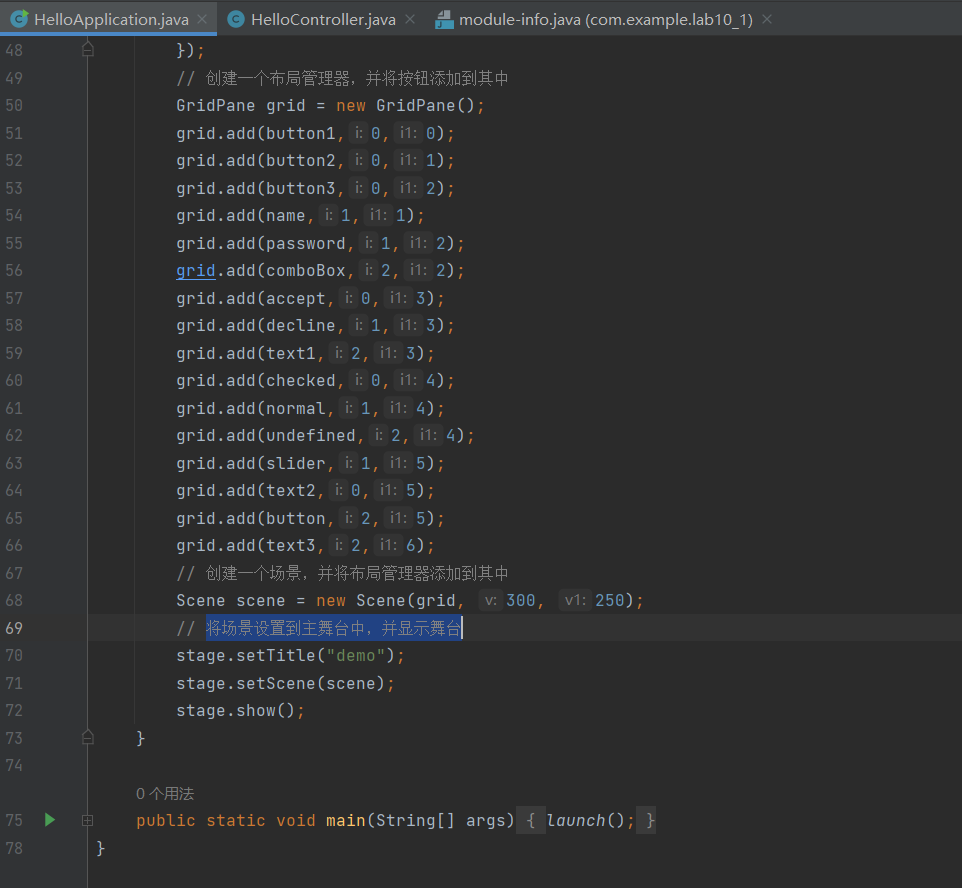 HelloApplication.java × HelloController.java × module-info.java (com.example.lab10_1) ×
48 });
49 // 创建一个布局管理器，并将按钮添加到其中
50 GridPane grid = new GridPane();
51 grid.add(button1, i: 0, i1: 0);
52 grid.add(button2, i: 0, i1: 1);
53 grid.add(button3, i: 0, i1: 2);
54 grid.add(name, i: 1, i1: 1);
55 grid.add(password, i: 1, i1: 2);
56 grid.add(comboBox, i: 2, i1: 2);
57 grid.add(accept, i: 0, i1: 3);
58 grid.add(decline, i: 1, i1: 3);
59 grid.add(text1, i: 2, i1: 3);
60 grid.add(checked, i: 0, i1: 4);
61 grid.add(normal, i: 1, i1: 4);
62 grid.add(undefined, i: 2, i1: 4);
63 grid.add(slider, i: 1, i1: 5);
64 grid.add(text2, i: 0, i1: 5);
65 grid.add(button, i: 2, i1: 5);
66 grid.add(text3, i: 2, i1: 6);
67 // 创建一个场景，并将布局管理器添加到其中
68 Scene scene = new Scene(grid, v: 300, v1: 250);
69 // 将场景设置到主舞台中，并显示舞台
70 stage.setTitle("demo");
71 stage.setScene(scene);
72 stage.show();
73 }
74
0 个用法
75 public static void main(String[] args) { launch(); }
78 }